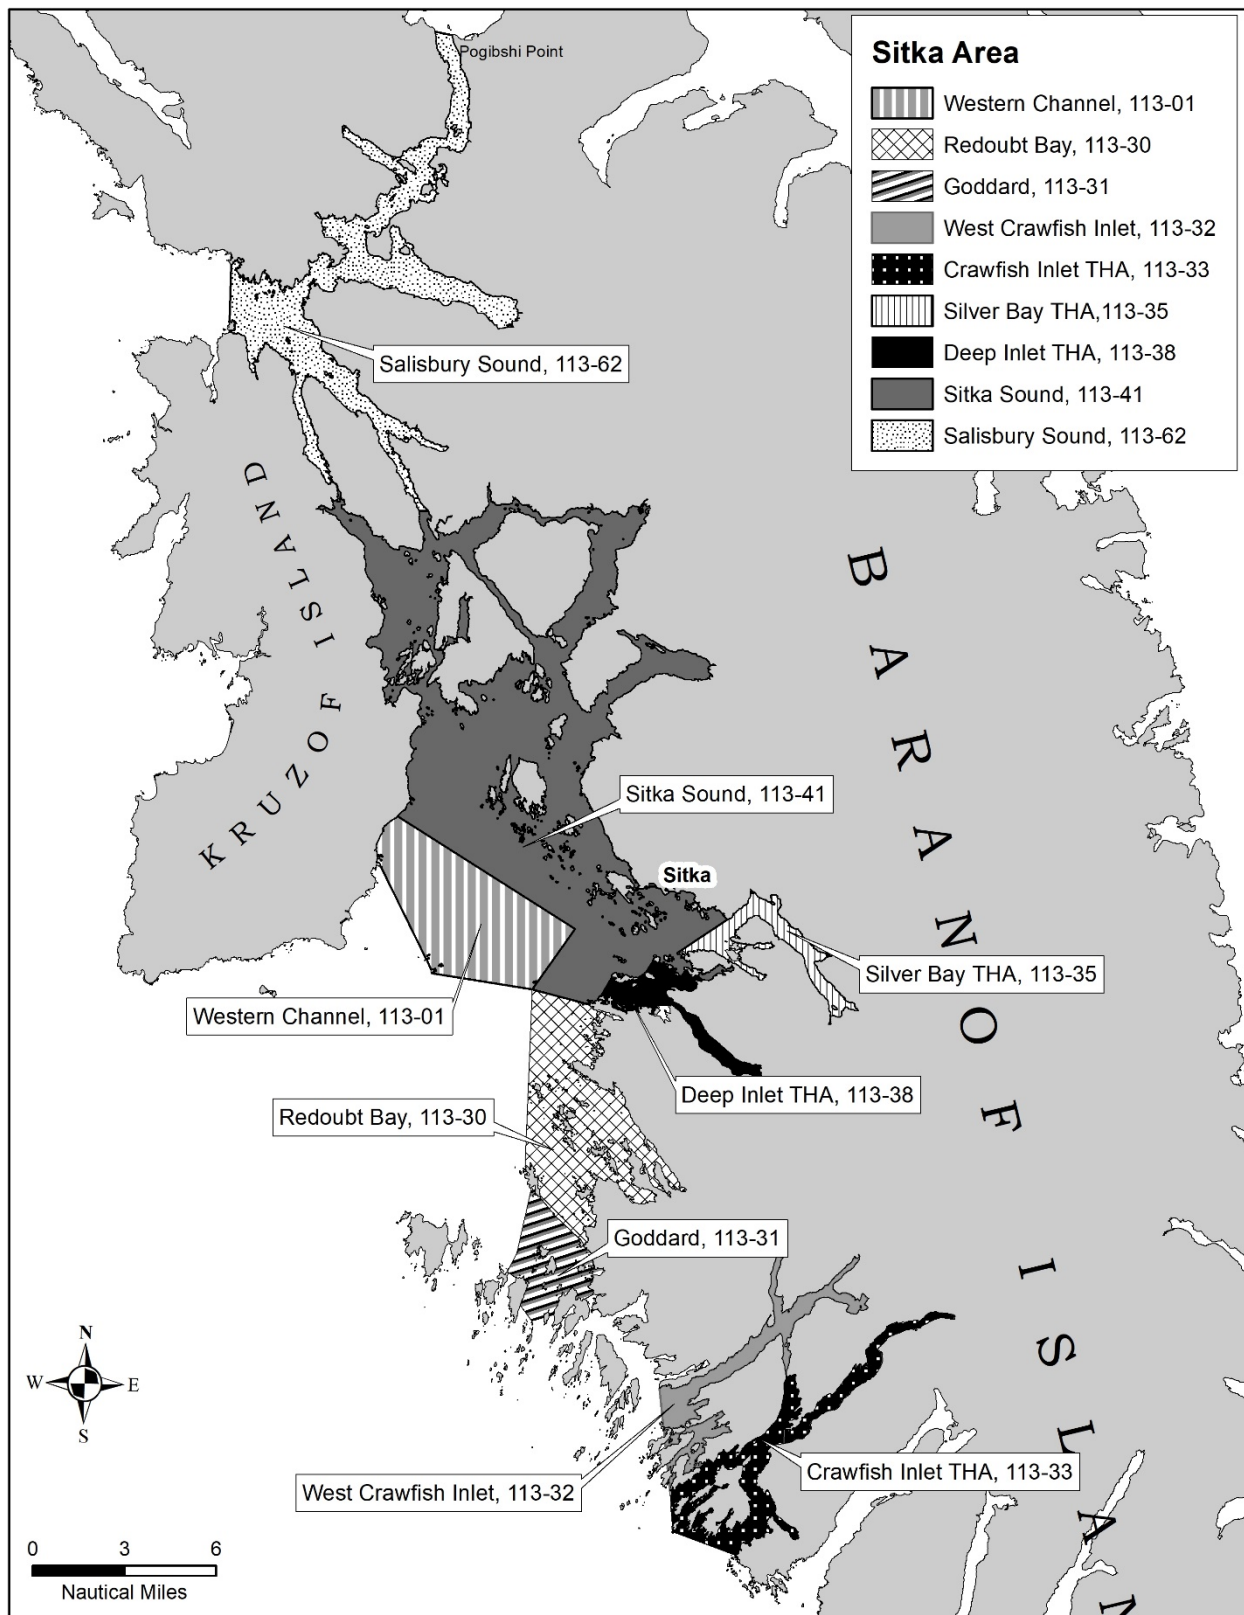 Pogibshi Point
Sitka Area
Western Channel, 113-01
Redoubt Bay, 113-30
Goddard, 113-31
West Crawfish Inlet, 113-32
Crawfish Inlet THA, 113-33
Silver Bay THA,113-35
Deep Inlet THA, 113-38
Sitka Sound, 113-41
Salisbury Sound, 113-62
Salisbury Sound, 113-62
KRUZOF ISLAND
BARANOF ISLAN
Sitka Sound, 113-41
Sitka
Silver Bay THA, 113-35
Western Channel, 113-01
Deep Inlet THA, 113-38
Redoubt Bay, 113-30
Goddard, 113-31
N
W E
S
Crawfish Inlet THA, 113-33
West Crawfish Inlet, 113-32
0 3 6
Nautical Miles